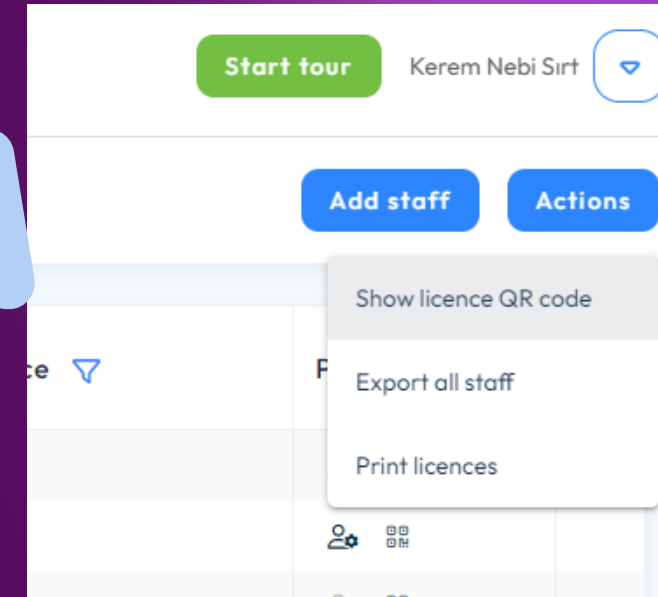 Start tour
Kerem Nebi Sırt
Add staff
Actions
Show licence QR code
ce
Export all staff
Print licences